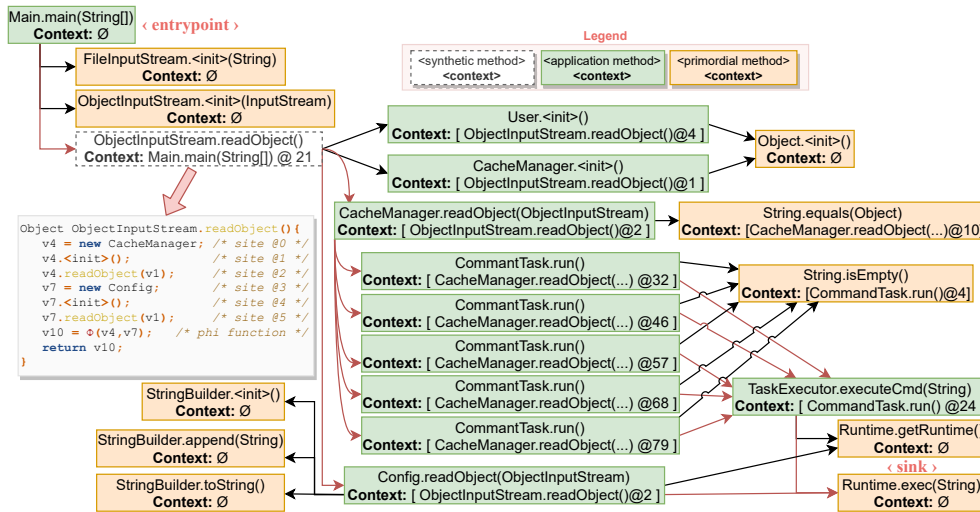 Main.main(String[])
Context: Ø
‹ entrypoint ›
Legend
<synthetic method>
<context>
<application method>
<context>
<primordial method>
<context>
FileInputStream.<init>(String)
Context: Ø
ObjectInputStream.<init>(InputStream)
Context: Ø
ObjectInputStream.readObject()
Context: Main.main(String[]) @ 21
User.<init>()
Context: [ ObjectInputStream.readObject()@4 ]
CacheManager.<init>()
Context: [ ObjectInputStream.readObject()@1 ]
Object.<init>()
Context: Ø
CacheManager.readObject(ObjectInputStream)
Context: [ ObjectInputStream.readObject()@2 ]
String.equals(Object)
Context: [CacheManager.readObject(...)@10]
Object ObjectInputStream.readObject(){
v4 = new CacheManager; /* site @0 */
v4.<init>(); /* site @1 */
v4.readObject(v1); /* site @2 */
v7 = new Config; /* site @3 */
v7.<init>(); /* site @4 */
v7.readObject(v1); /* site @5 */
v10 = Φ(v4,v7); /* phi function */
return v10;
}
CommantTask.run()
Context: [ CacheManager.readObject(...) @32 ]
CommantTask.run()
Context: [ CacheManager.readObject(...) @46 ]
CommantTask.run()
Context: [ CacheManager.readObject(...) @57 ]
CommantTask.run()
Context: [ CacheManager.readObject(...) @68 ]
CommantTask.run()
Context: [ CacheManager.readObject(...) @79 ]
String.isEmpty()
Context: [CommandTask.run()@4]
TaskExecutor.executeCmd(String)
Context: [ CommandTask.run() @24 ]
StringBuilder.<init>()
Context: Ø
StringBuilder.append(String)
Context: Ø
StringBuilder.toString()
Context: Ø
Config.readObject(ObjectInputStream)
Context: [ ObjectInputStream.readObject()@2 ]
Runtime.getRuntime()
Context: Ø
‹ sink ›
Runtime.exec(String)
Context: Ø